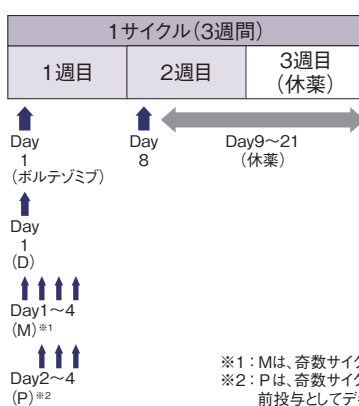 1サイクル（3週間）
1週目
2週目
3週目
（休薬）
Day
1
（ボルテゾミブ）
Day
8
Day9～21
（休薬）
Day
1
（D）
Day1～4
（M）※1
Day2～4
（P）※2
※1：Mは、奇数サイク
※2：Pは、奇数サイク
前投与としてデ